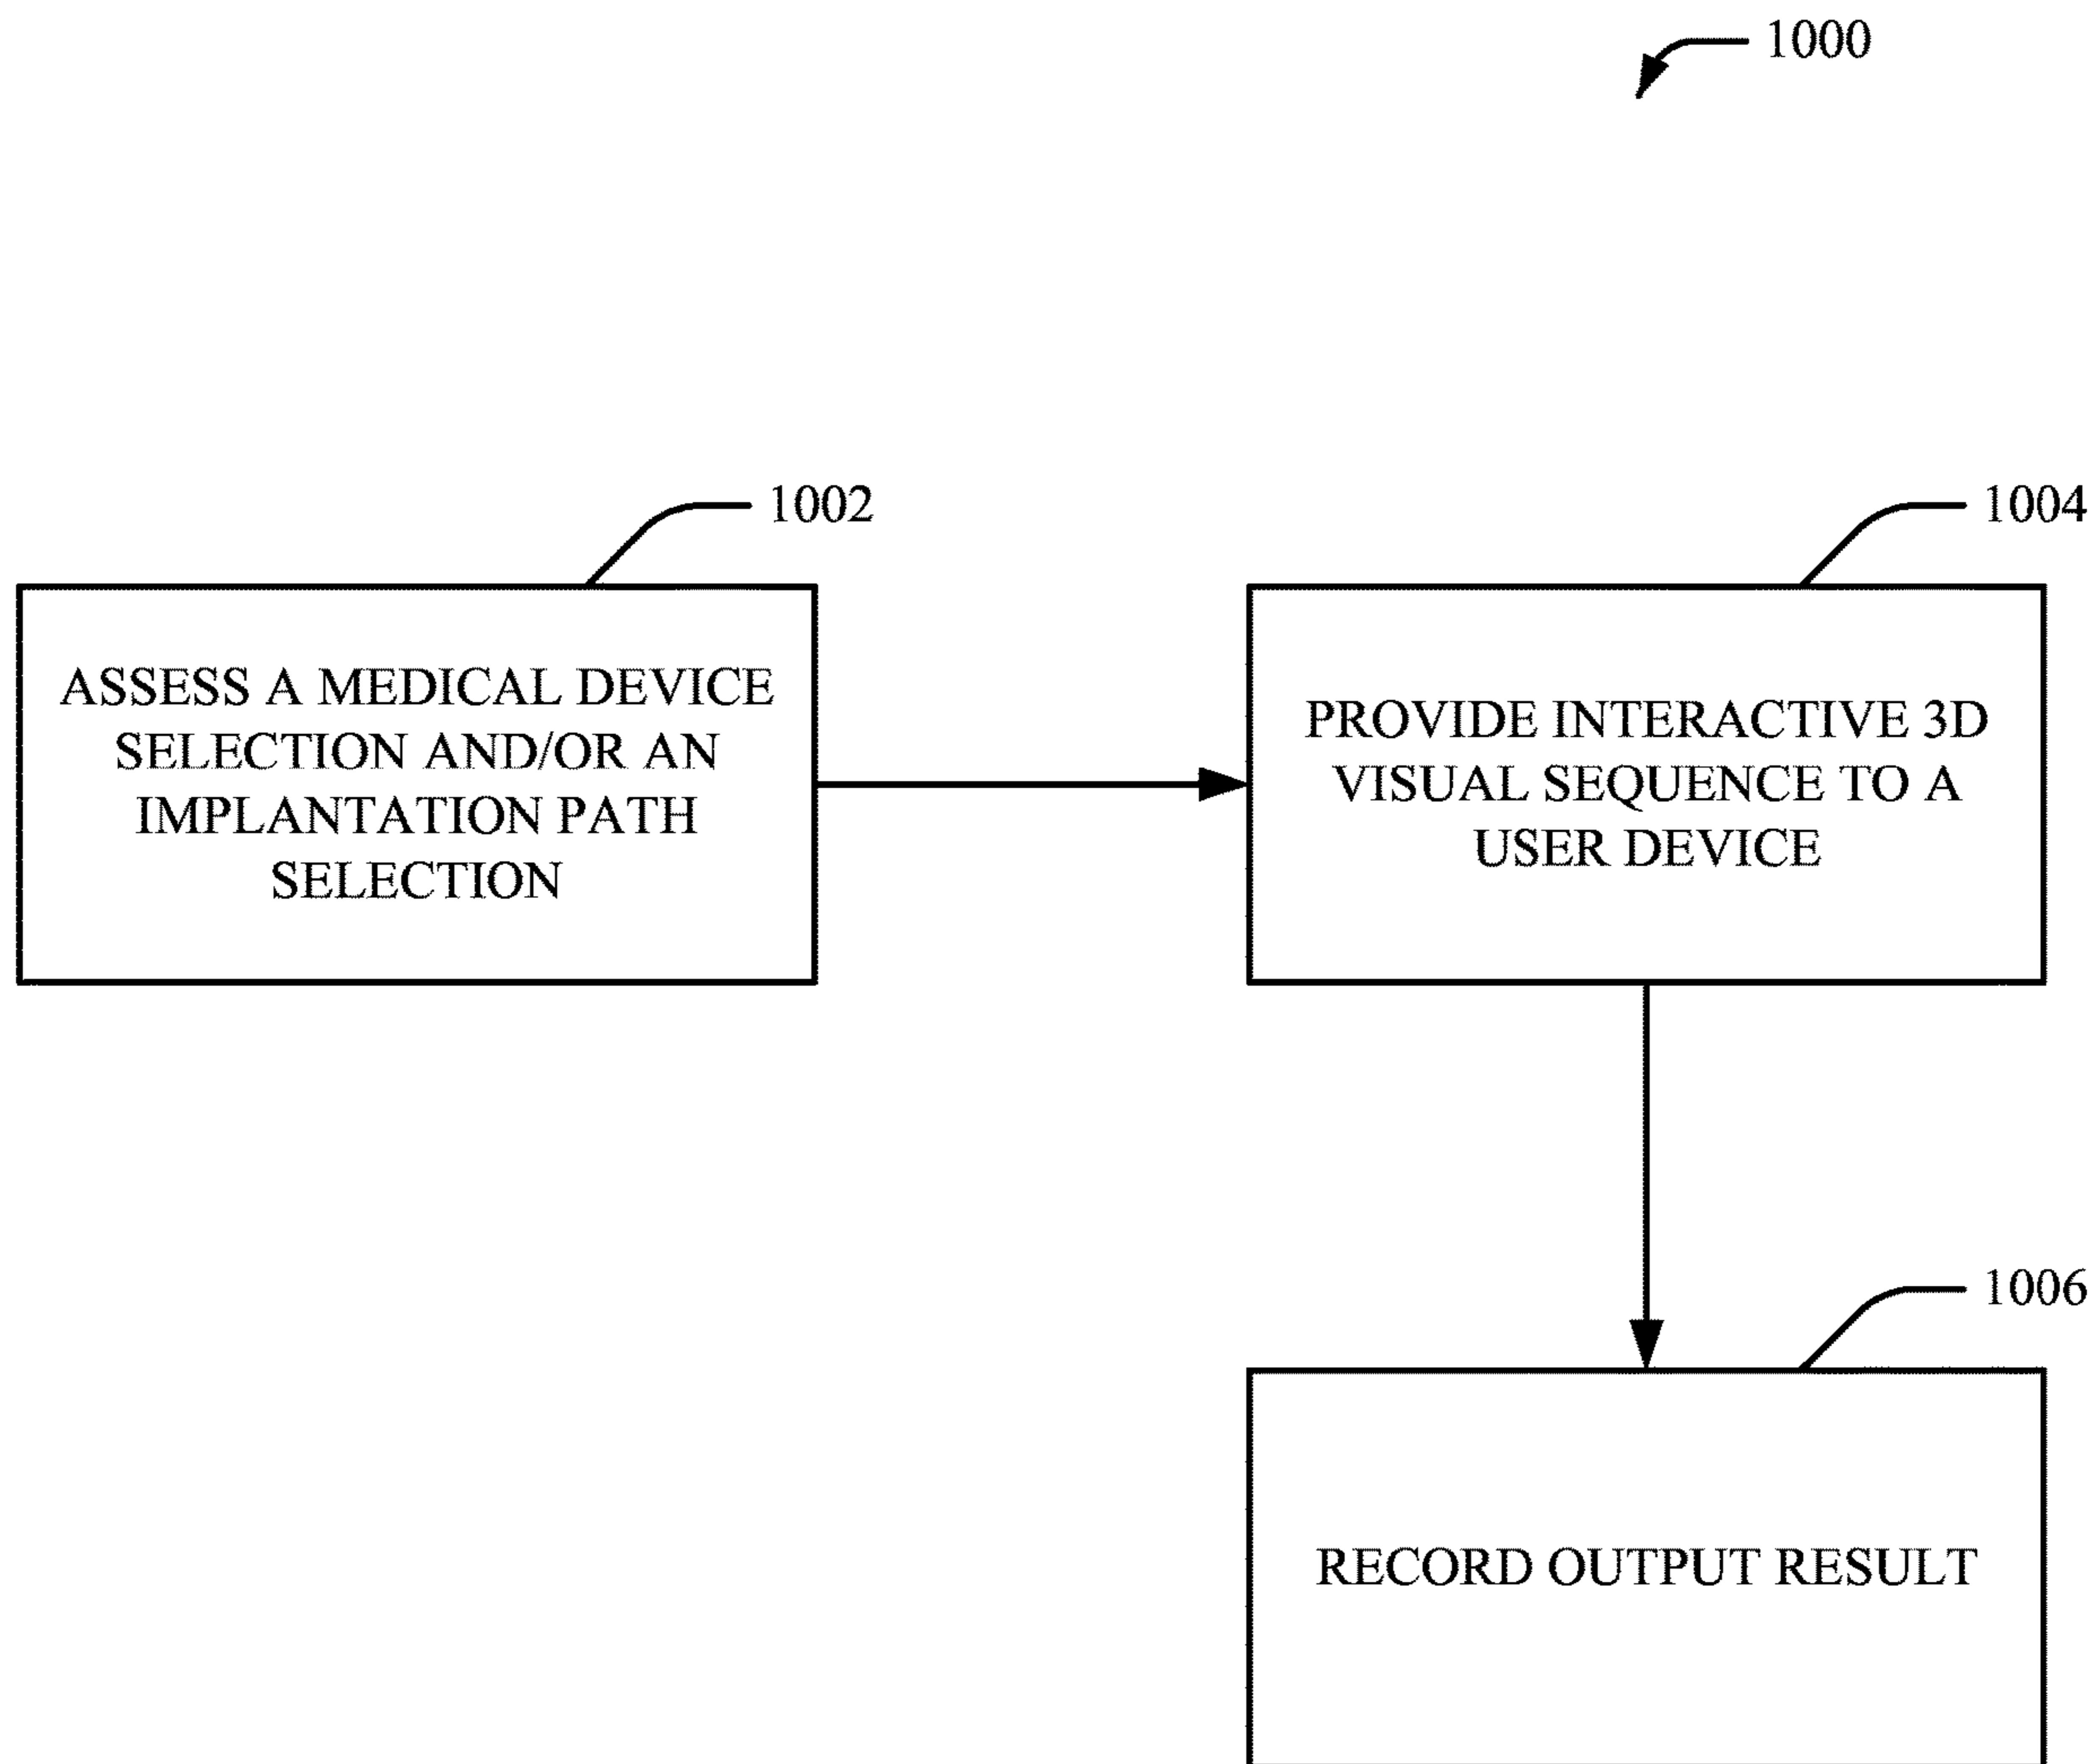 1000
1002
ASSESS A MEDICAL DEVICE
SELECTION AND/OR AN
IMPLANTATION PATH
SELECTION
1004
PROVIDE INTERACTIVE 3D
VISUAL SEQUENCE TO A
USER DEVICE
1006
RECORD OUTPUT RESULT